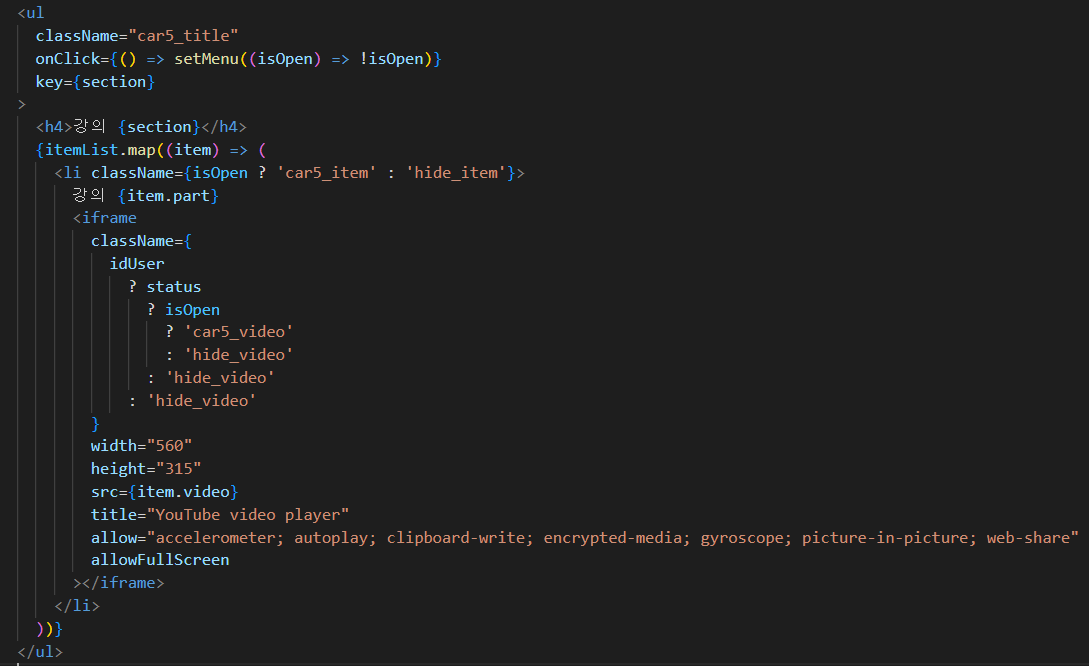 <ul
className="car5_title"
onClick={() => setMenu((isOpen) => !isOpen)}
key={section}
>
<h4>강의 {section}</h4>
{itemList.map((item) => (
<li className={isOpen ? 'car5_item' : 'hide_item'}>
강의 {item.part}
<iframe
className={
idUser
? status
? isOpen
? 'car5_video'
: 'hide_video'
: 'hide_video'
: 'hide_video'
}
width="560"
height="315"
src={item.video}
title="YouTube video player"
allow="accelerometer; autoplay; clipboard-write; encrypted-media; gyroscope; picture-in-picture; web-share"
allowFullScreen
></iframe>
</li>
))}
</ul>